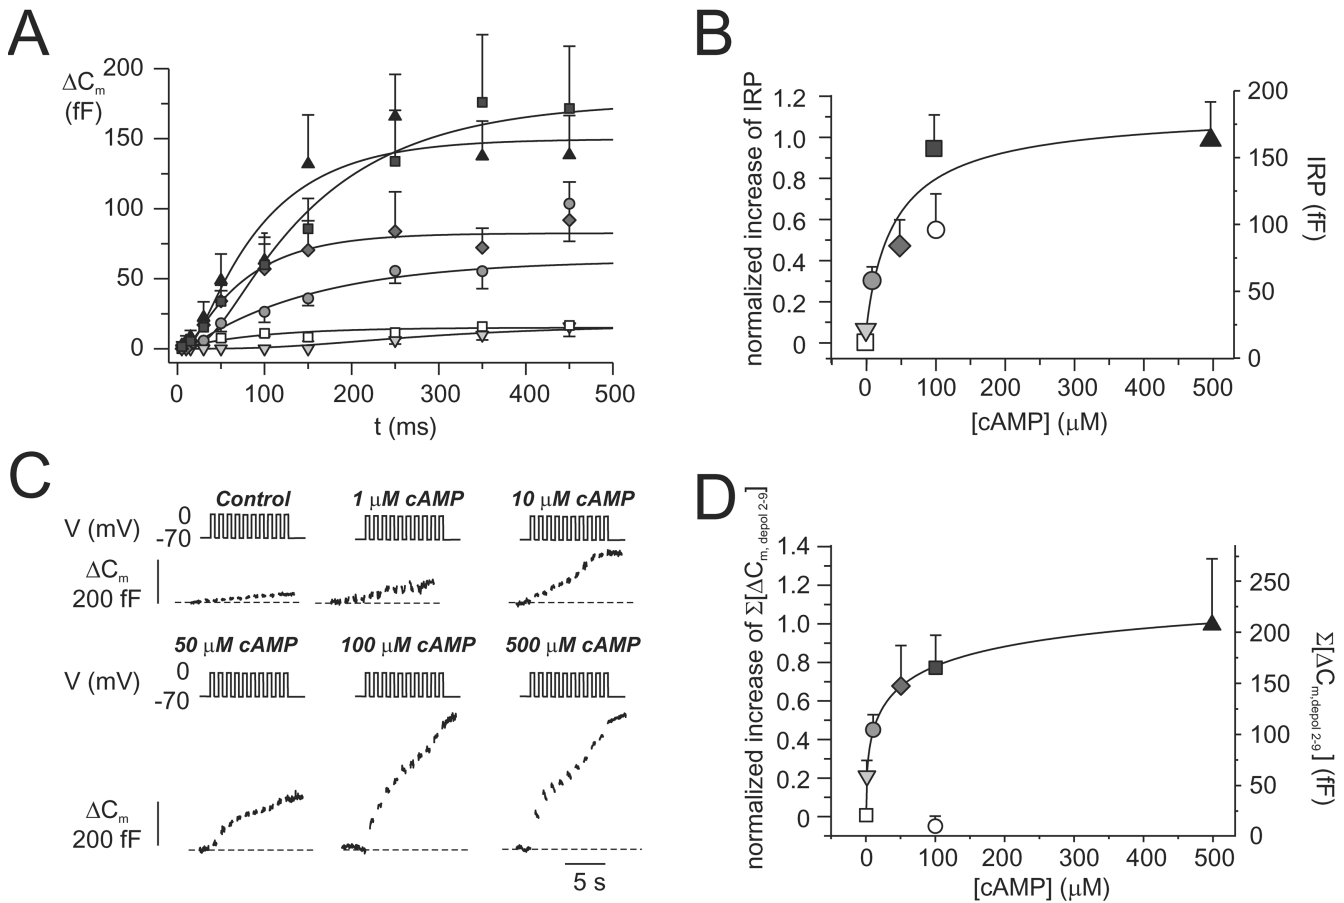 A
ΔCm
(fF)
200
150
100
50
0
0 100 200 300 400 500
t (ms)
B
normalized increase of IRP
1.2
1.0
0.8
0.6
0.4
0.2
0
200
150
100
50
0
IRP (fF)
0 100 200 300 400 500
[cAMP] (μM)
C
Control 1 μM cAMP 10 μM cAMP
V (mV) 0
-70
ΔCm
200 fF
50 μM cAMP 100 μM cAMP 500 μM cAMP
V (mV) 0
-70
ΔCm
200 fF
5 s
D
normalized increase of Σ[ΔCm, depol 2-9]
1.4
1.2
1.0
0.8
0.6
0.4
0.2
0
250
200
150
100
50
0
Σ[ΔCm,depol 2-9] (fF)
0 100 200 300 400 500
[cAMP] (μM)